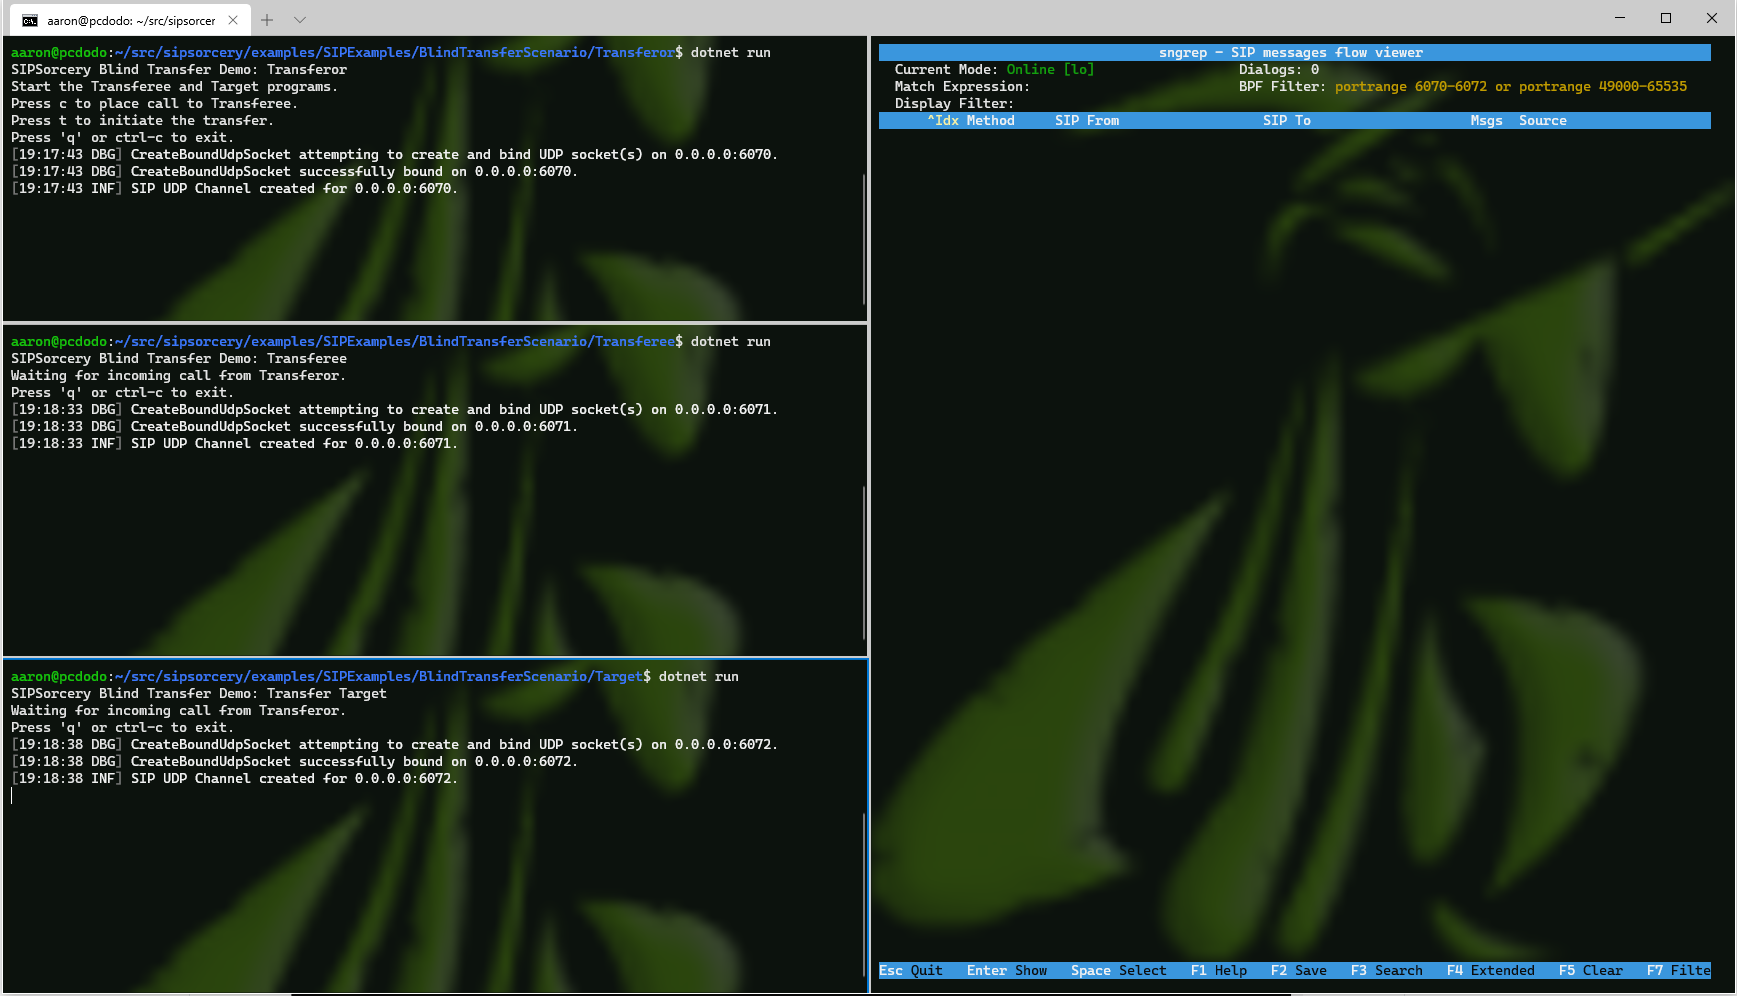 aaron@pcdodo: ~/src/sipsorcer
aaron@pcdodo:~/src/sipsorcery/examples/SIPExamples/BlindTransferScenario/Transferor$ dotnet run
SIPSorcery Blind Transfer Demo: Transferor
Start the Transferee and Target programs.
Press c to place call to Transferee.
Press t to initiate the transfer.
Press 'q' or ctrl-c to exit.
[19:17:43 DBG] CreateBoundUdpSocket attempting to create and bind UDP socket(s) on 0.0.0.0:6070.
[19:17:43 DBG] CreateBoundUdpSocket successfully bound on 0.0.0.0:6070.
[19:17:43 INF] SIP UDP Channel created for 0.0.0.0:6070.
aaron@pcdodo:~/src/sipsorcery/examples/SIPExamples/BlindTransferScenario/Transferee$ dotnet run
SIPSorcery Blind Transfer Demo: Transferee
Waiting for incoming call from Transferor.
Press 'q' or ctrl-c to exit.
[19:18:33 DBG] CreateBoundUdpSocket attempting to create and bind UDP socket(s) on 0.0.0.0:6071.
[19:18:33 DBG] CreateBoundUdpSocket successfully bound on 0.0.0.0:6071.
[19:18:33 INF] SIP UDP Channel created for 0.0.0.0:6071.
aaron@pcdodo:~/src/sipsorcery/examples/SIPExamples/BlindTransferScenario/Target$ dotnet run
SIPSorcery Blind Transfer Demo: Transfer Target
Waiting for incoming call from Transferor.
Press 'q' or ctrl-c to exit.
[19:18:38 DBG] CreateBoundUdpSocket attempting to create and bind UDP socket(s) on 0.0.0.0:6072.
[19:18:38 DBG] CreateBoundUdpSocket successfully bound on 0.0.0.0:6072.
[19:18:38 INF] SIP UDP Channel created for 0.0.0.0:6072.
sngrep - SIP messages flow viewer
Current Mode: Online [lo] Dialogs: 0
Match Expression: BPF Filter: portrange 6070-6072 or portrange 49000-65535
Display Filter:
^Idx Method SIP From SIP To Msgs Source
Esc Quit Enter Show Space Select F1 Help F2 Save F3 Search F4 Extended F5 Clear F7 Filte